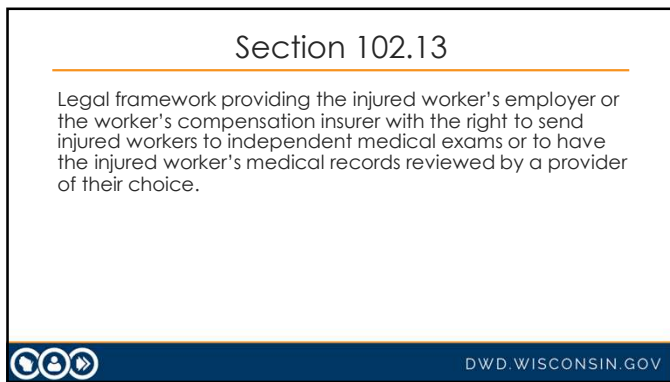 Section 102.13
Legal framework providing the injured worker's employer or
the worker's compensation insurer with the right to send
injured workers to independent medical exams or to have
the injured worker's medical records reviewed by a provider
of their choice.
DWD.WISCONSIN.GOV